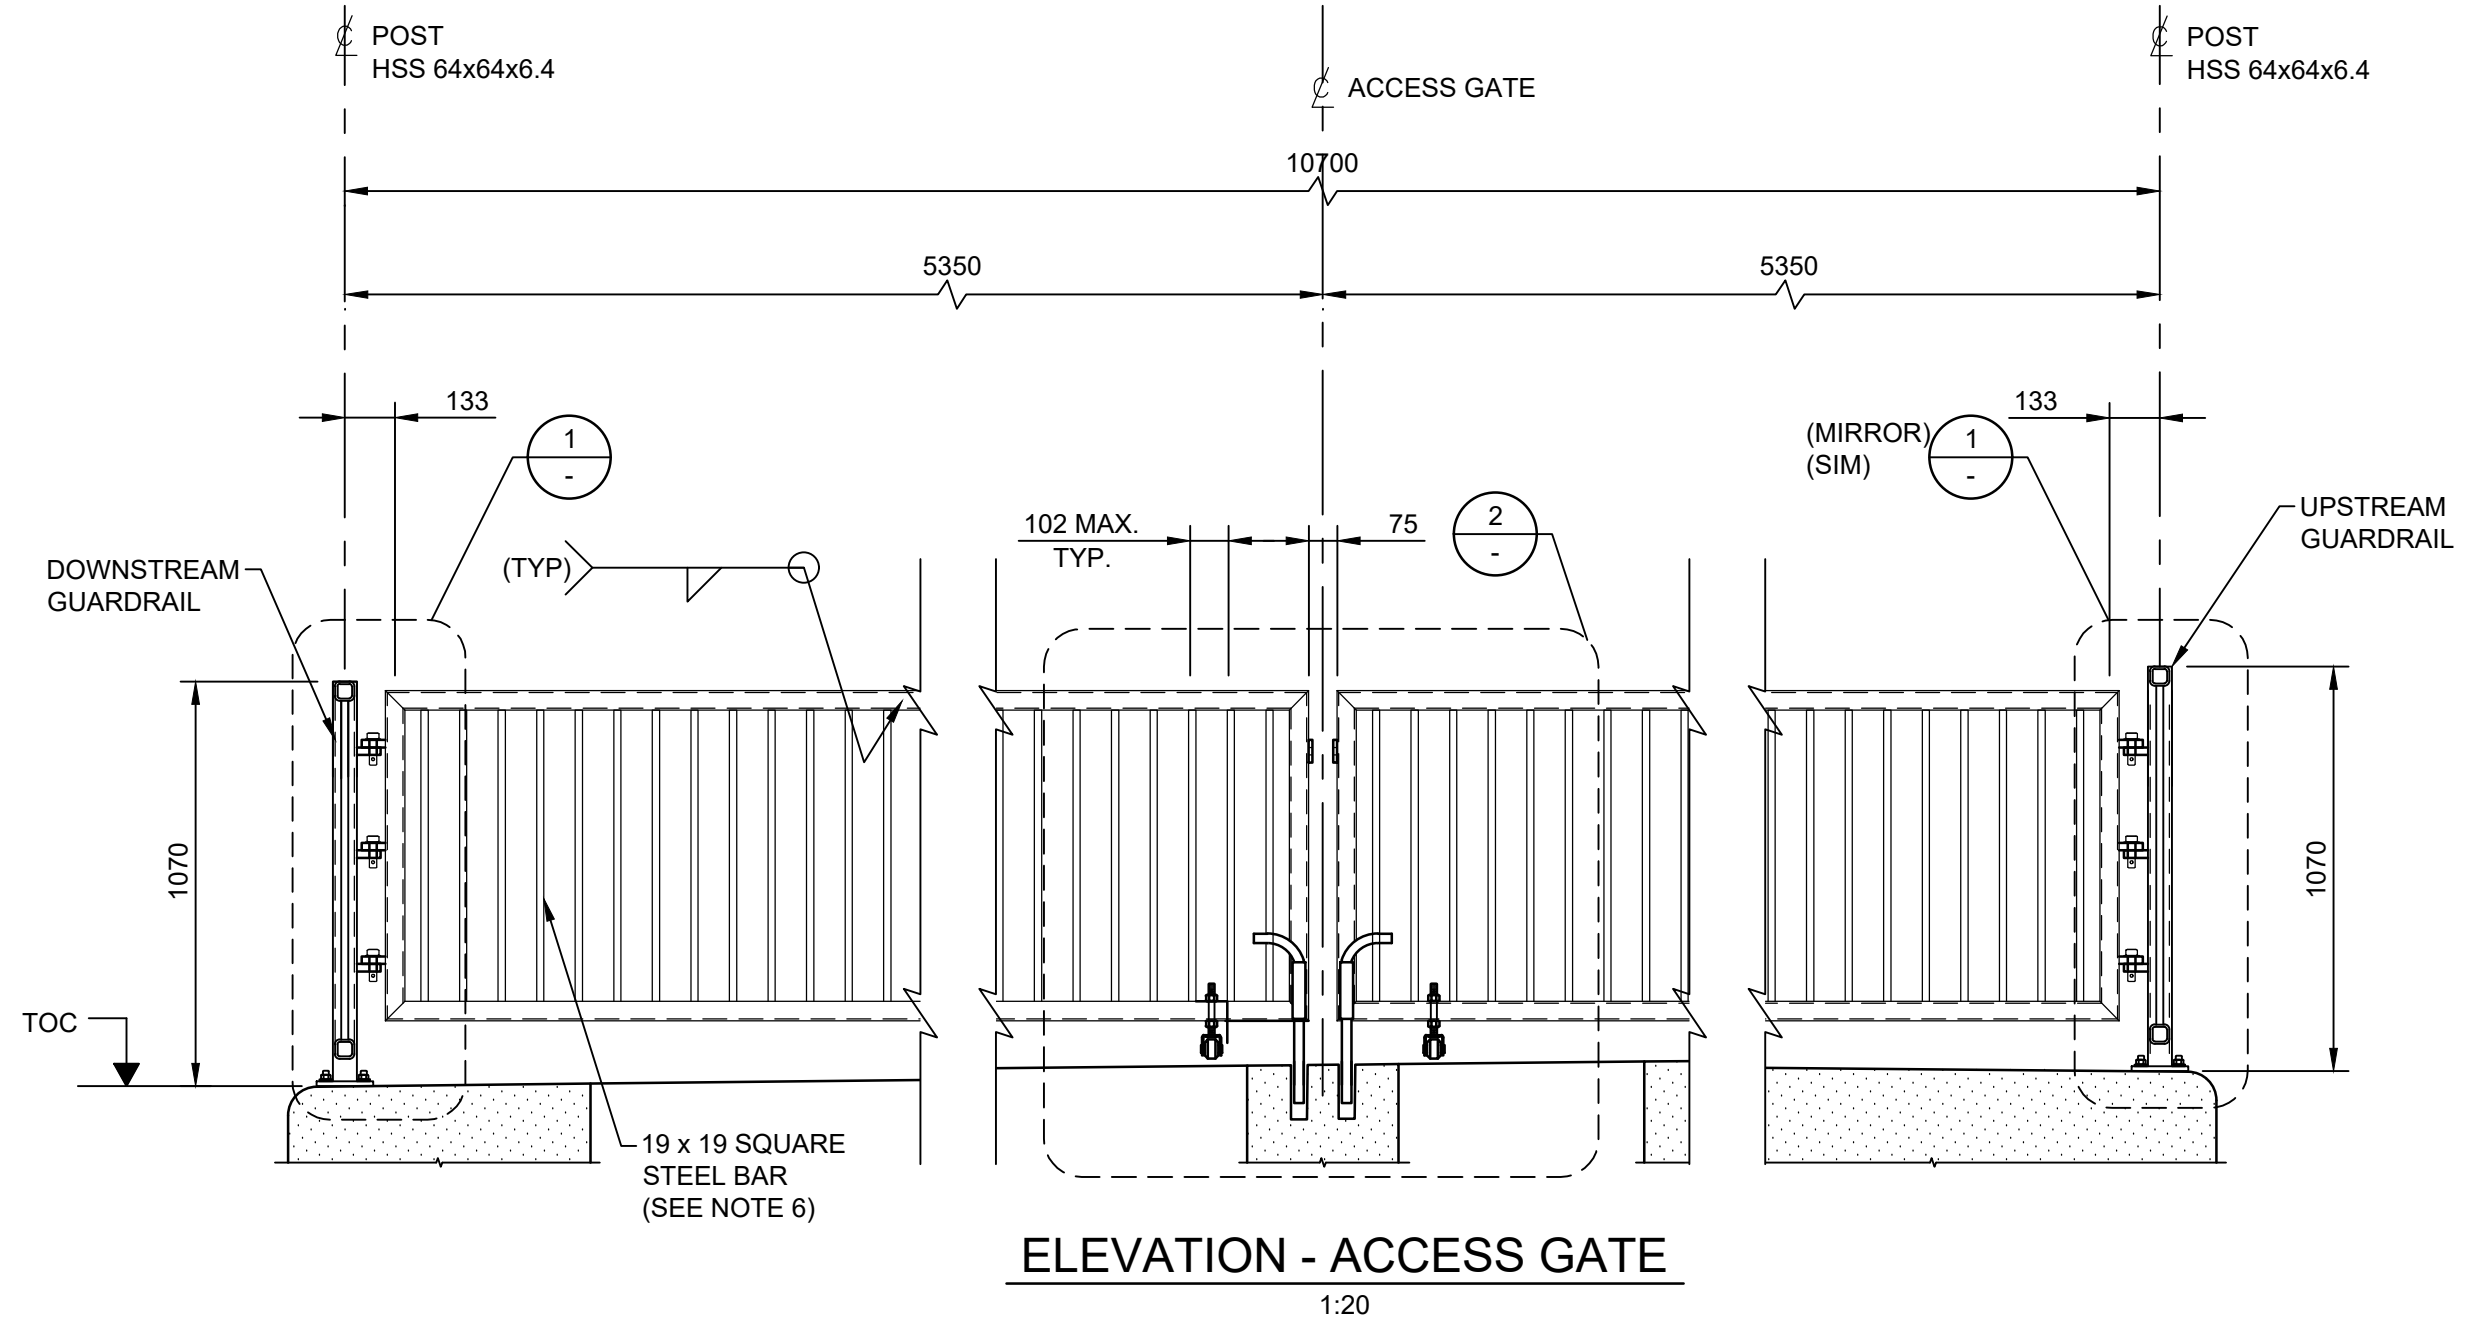 ℄ POST
HSS 64x64x6.4
℄ ACCESS GATE
℄ POST
HSS 64x64x6.4
10700
5350
5350
133
133
1
-
(MIRROR)
(SIM)
1
-
102 MAX.
TYP.
75
2
-
UPSTREAM
GUARDRAIL
DOWNSTREAM
GUARDRAIL
(TYP)
1070
1070
TOC
19 x 19 SQUARE
STEEL BAR
(SEE NOTE 6)
ELEVATION - ACCESS GATE
1:20